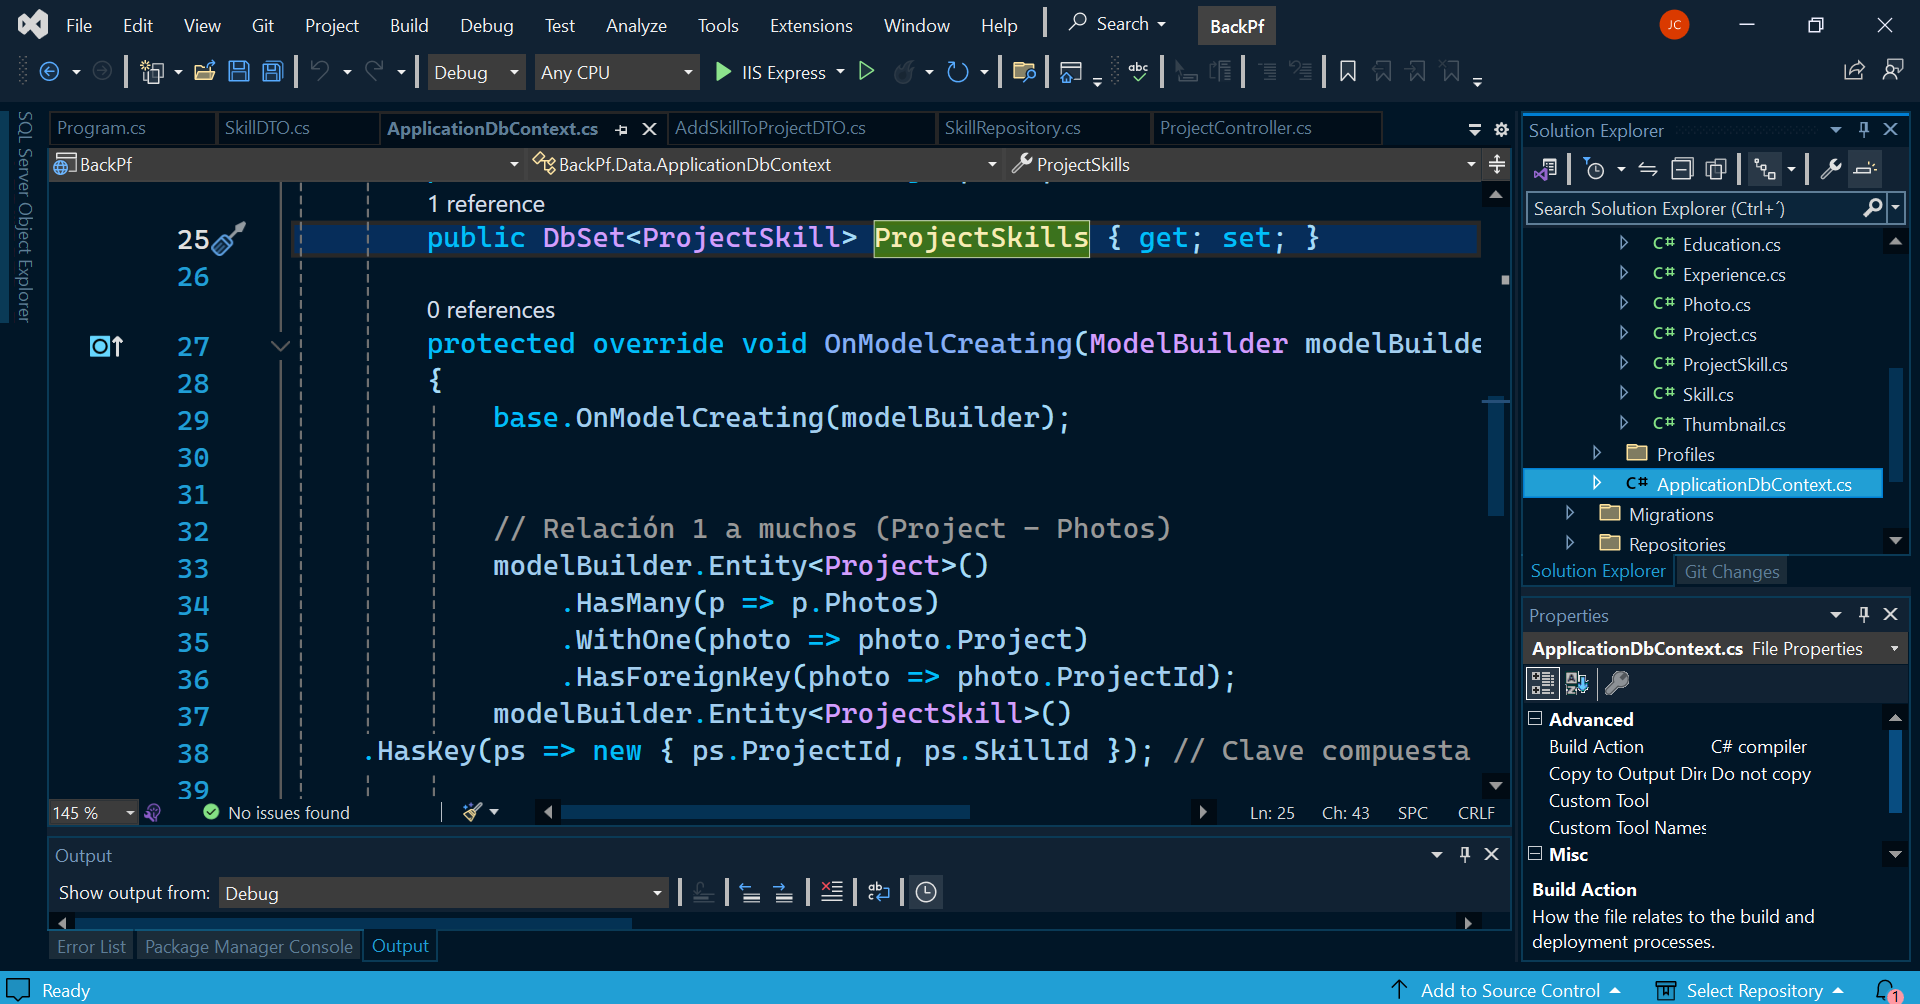 File Edit View Git Project Build Debug Test Analyze Tools Extensions Window Help Search BackPf JC
Debug Any CPU IIS Express
SQL Server Object Explorer
Program.cs SkillDTO.cs ApplicationDbContext.cs AddSkillToProjectDTO.cs SkillRepository.cs ProjectController.cs
BackPf BackPf.Data.ApplicationDbContext ProjectSkills
1 reference
25 public DbSet<ProjectSkill> ProjectSkills { get; set; }
26
0 references
27 protected override void OnModelCreating(ModelBuilder modelBuilde
28 {
29 base.OnModelCreating(modelBuilder);
30
31
32 // Relación 1 a muchos (Project - Photos)
33 modelBuilder.Entity<Project>()
34 .HasMany(p => p.Photos)
35 .WithOne(photo => photo.Project)
36 .HasForeignKey(photo => photo.ProjectId);
37 modelBuilder.Entity<ProjectSkill>()
38 .HasKey(ps => new { ps.ProjectId, ps.SkillId }); // Clave compuesta
39
145 % No issues found Ln: 25 Ch: 43 SPC CRLF
Output
Show output from: Debug
Error List Package Manager Console Output
Solution Explorer
Search Solution Explorer (Ctrl+´)
C# Education.cs
C# Experience.cs
C# Photo.cs
C# Project.cs
C# ProjectSkill.cs
C# Skill.cs
C# Thumbnail.cs
Profiles
C# ApplicationDbContext.cs
Migrations
Repositories
Solution Explorer Git Changes
Properties
ApplicationDbContext.cs File Properties
Advanced
Build Action C# compiler
Copy to Output Dire Do not copy
Custom Tool
Custom Tool Names
Misc
Build Action
How the file relates to the build and
deployment processes.
Ready Add to Source Control Select Repository 1